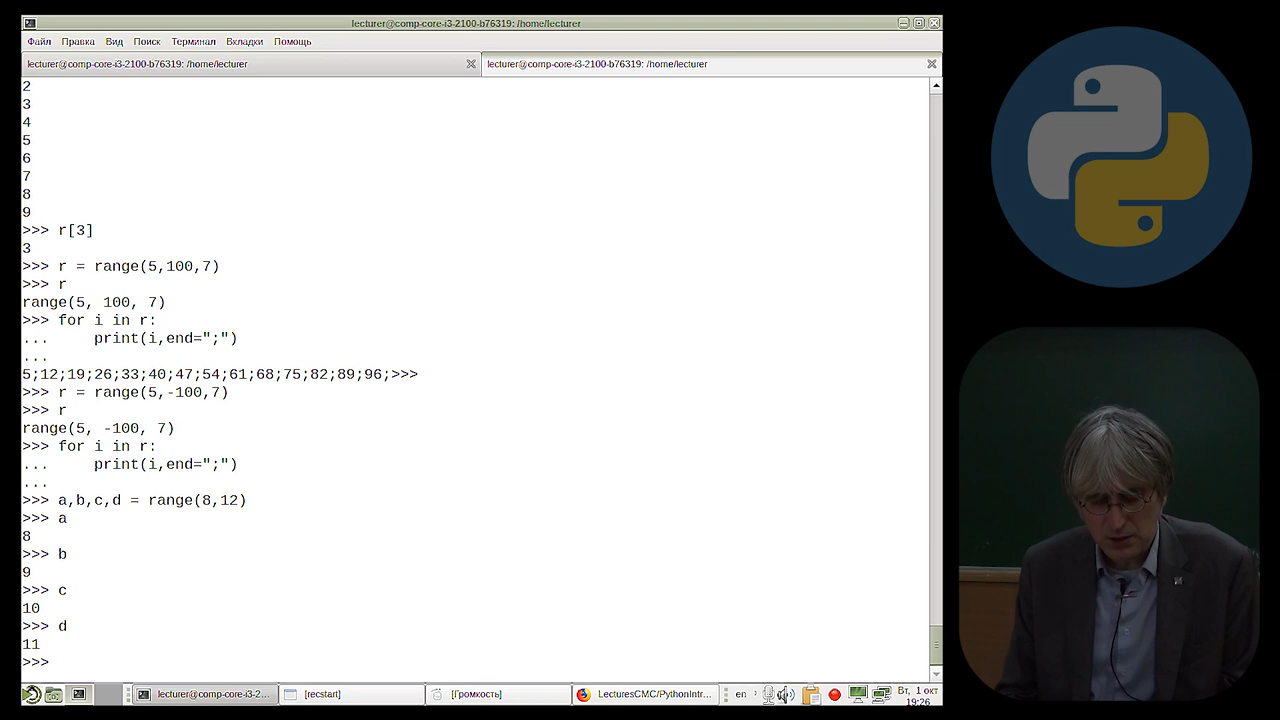 lecturer@comp-core-i3-2100-b76319: /home/lecturer
Файл Правка Вид Поиск Терминал Вкладки Помощь
lecturer@comp-core-i3-2100-b76319: /home/lecturer lecturer@comp-core-i3-2100-b76319: /home/lecturer
2
3
4
5
6
7
8
9
>>> r[3]
3
>>> r = range(5,100,7)
>>> r
range(5, 100, 7)
>>> for i in r:
...     print(i,end=";")
...
5;12;19;26;33;40;47;54;61;68;75;82;89;96;>>>
>>> r = range(5,-100,7)
>>> r
range(5, -100, 7)
>>> for i in r:
...     print(i,end=";")
...
>>> a,b,c,d = range(8,12)
>>> a
8
>>> b
9
>>> c
10
>>> d
11
>>>
lecturer@comp-core-i3-2... [recstart] [Громкость] LecturesCMC/PythonIntr... en Вт, 1 окт
19:26